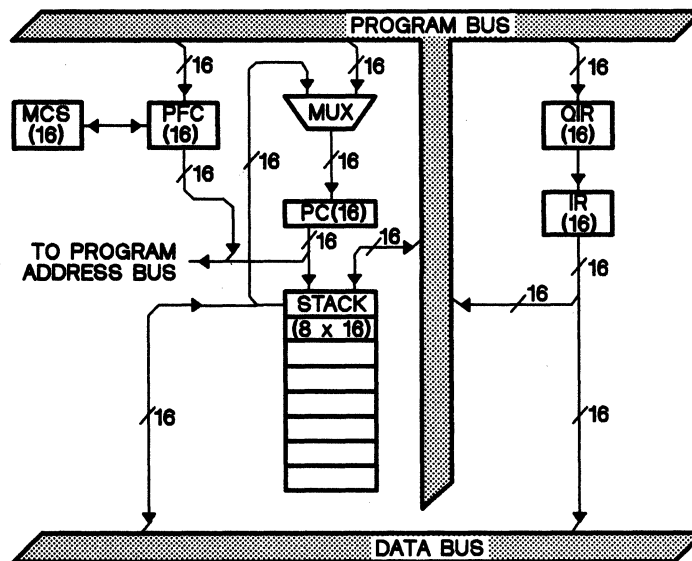 PROGRAM BUS
16
16
16
MCS
(16)
PFC
(16)
MUX
QIR
(16)
16
16
16
PC(16)
IR
(16)
16
16
TO PROGRAM
ADDRESS BUS
16
STACK
(8 x 16)
16
16
16
DATA BUS